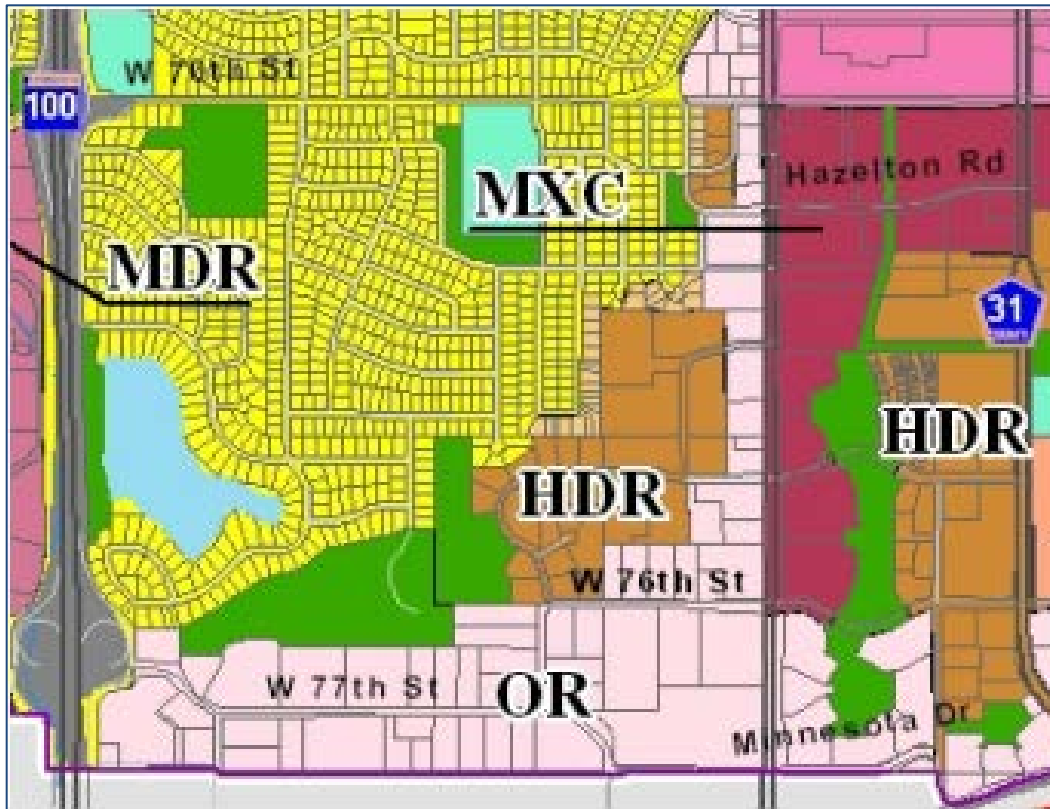 W 70th St
100
Hazelton Rd
MXC
MDR
31
HDR
HDR
W 76th St
W 77th St
OR
Minnesota Dr